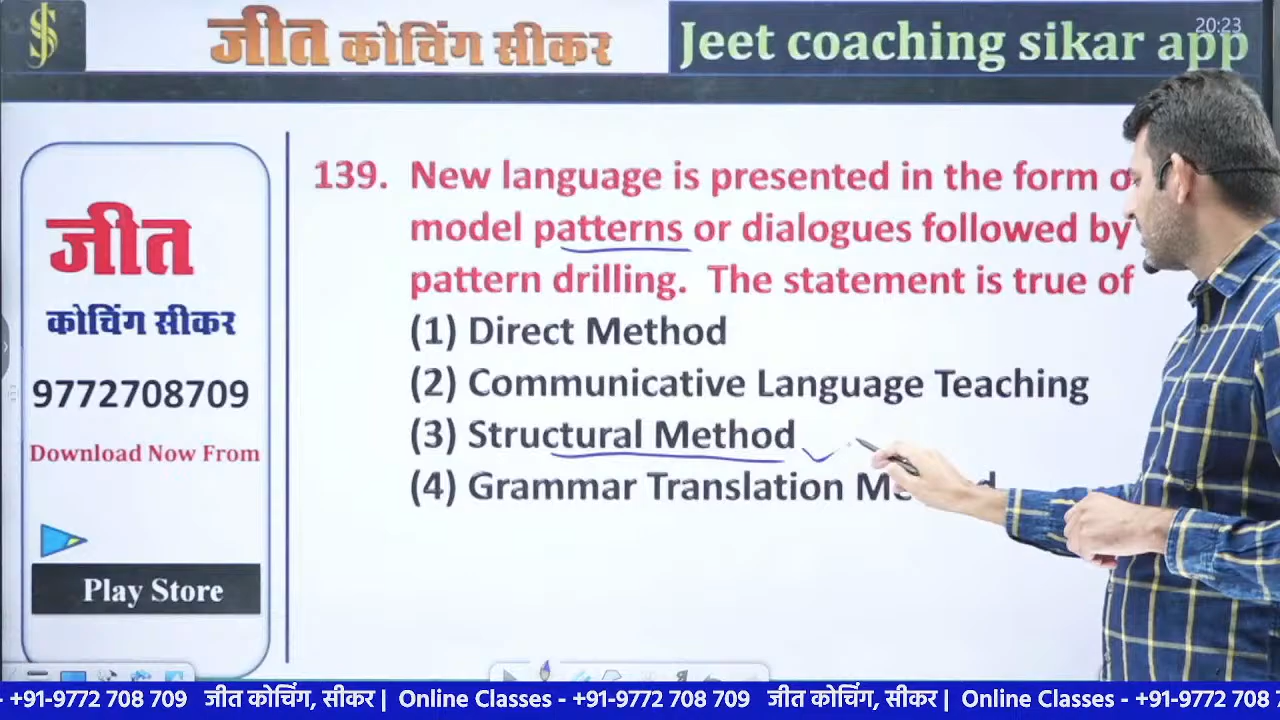 जीत कोचिंग सीकर
Jeet coaching sikar app
20:23
जीत
कोचिंग सीकर
9772708709
Download Now From
Play Store
139. New language is presented in the form
model patterns or dialogues followed by
pattern drilling. The statement is true of
(1) Direct Method
(2) Communicative Language Teaching
(3) Structural Method
(4) Grammar Translation
+91-9772 708 709 जीत कोचिंग, सीकर | Online Classes - +91-9772 708 709 जीत कोचिंग, सीकर | Online Classes - +91-9772 708